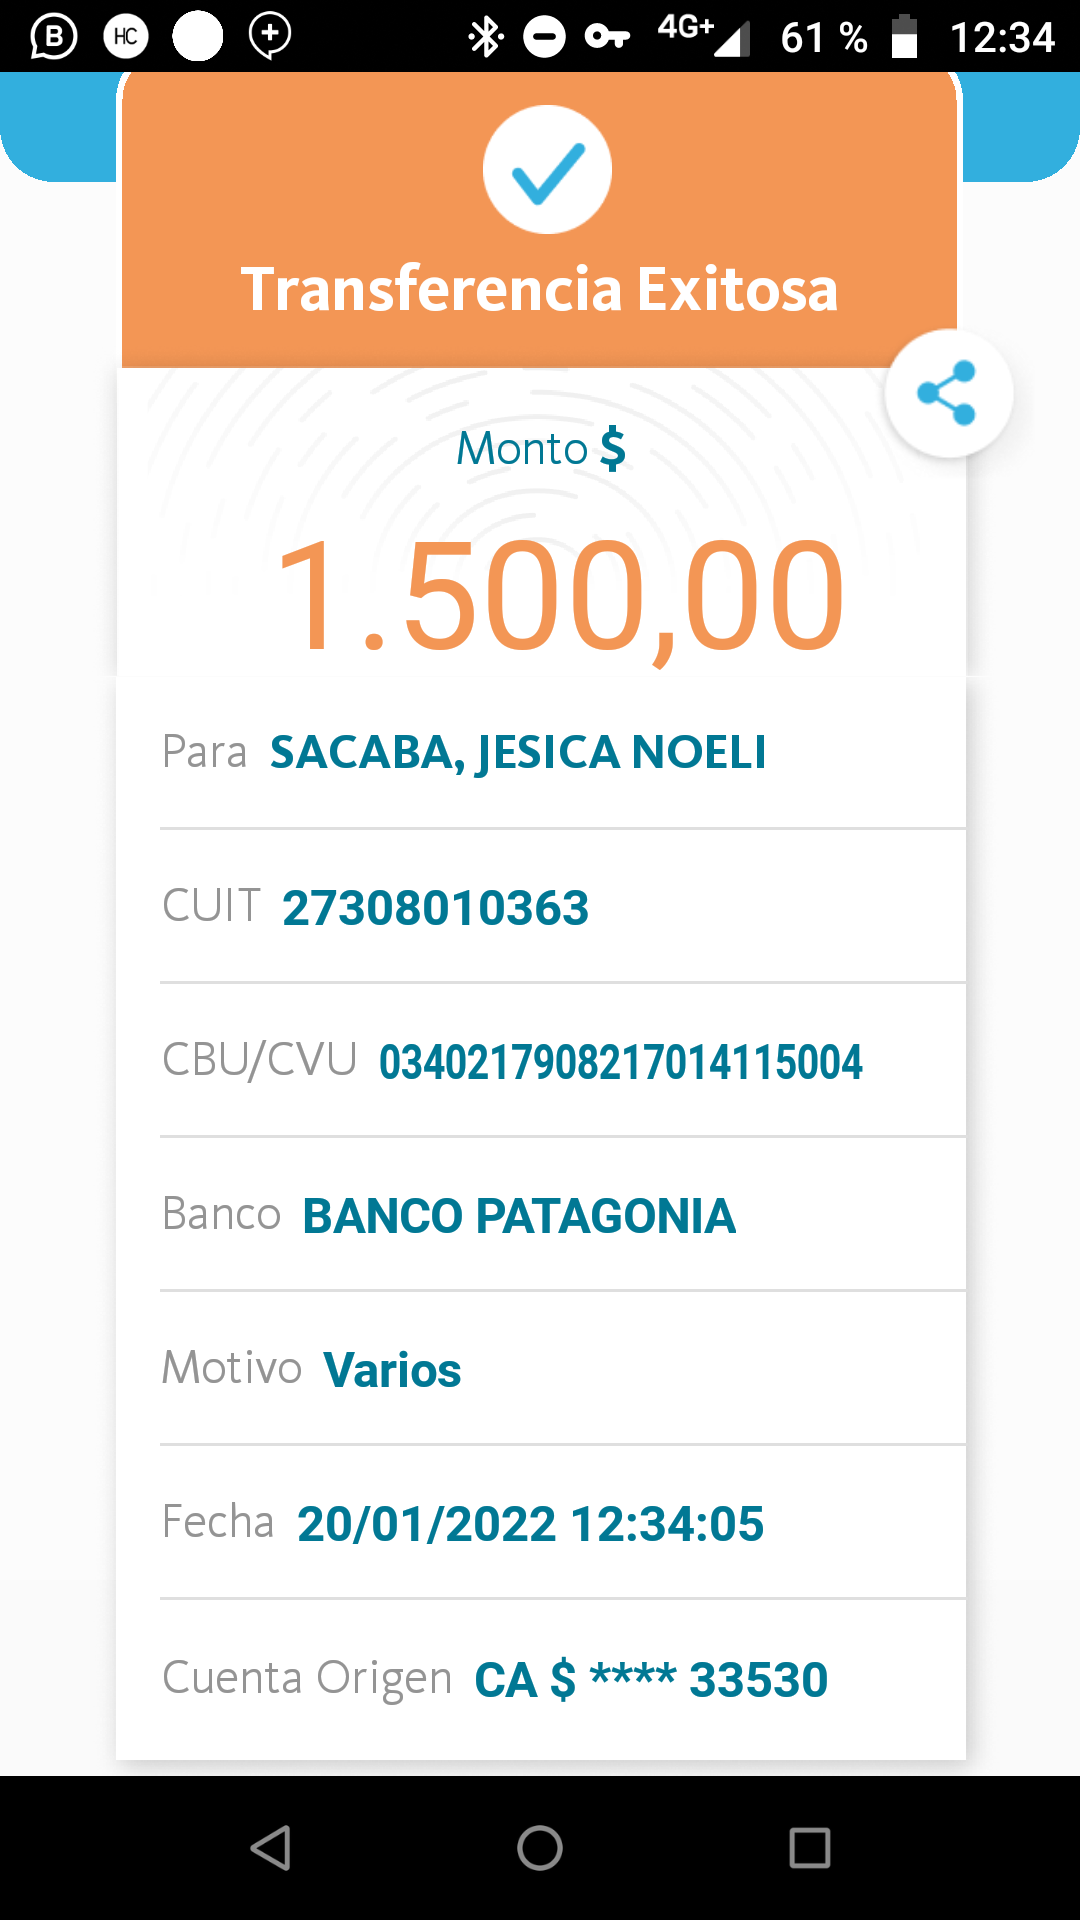 B HC 4G+ 61 % 12:34
Transferencia Exitosa
Monto $
1.500,00
Para SACABA, JESICA NOELI
CUIT 27308010363
CBU/CVU 0340217908217014115004
Banco BANCO PATAGONIA
Motivo Varios
Fecha 20/01/2022 12:34:05
Cuenta Origen CA $ **** 33530